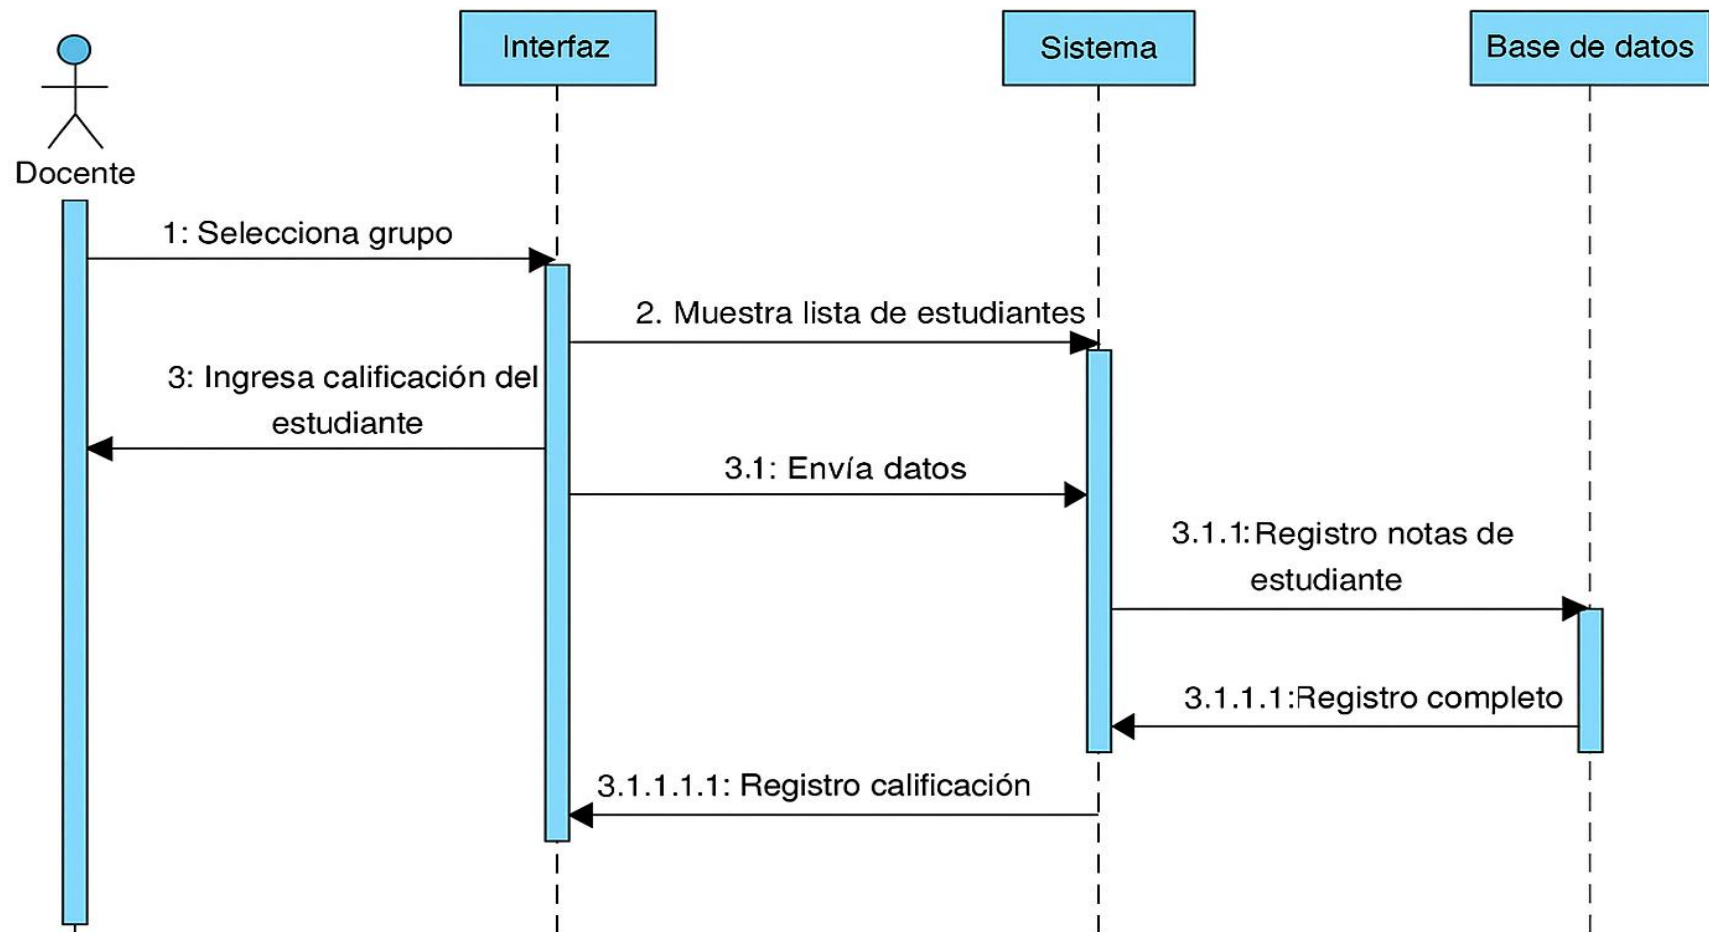 Interfaz
Sistema
Base de datos
Docente
1: Selecciona grupo
2. Muestra lista de estudiantes
3: Ingresa calificación del
estudiante
3.1: Envía datos
3.1.1:Registro notas de
estudiante
3.1.1.1:Registro completo
3.1.1.1.1: Registro calificación